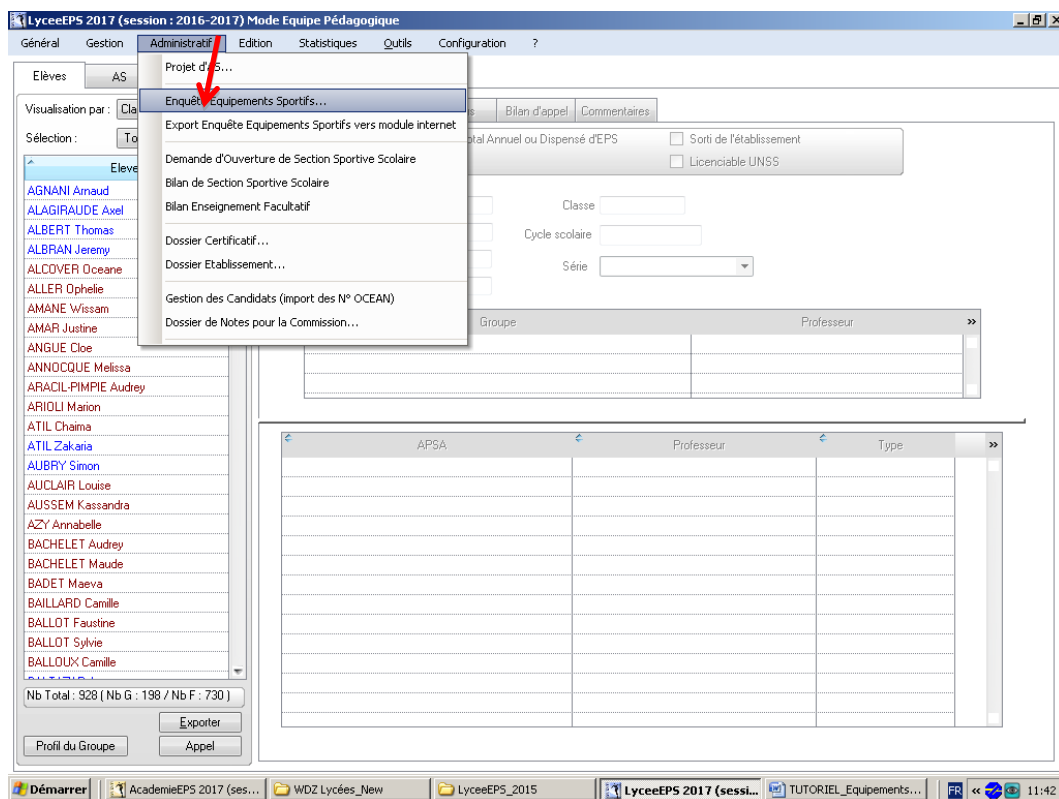 LyceeEPS 2017 (session : 2016-2017) Mode Equipe Pédagogique
Général Gestion Administratif Edition Statistiques Outils Configuration ?
Elèves AS
Projet d'AS...
Enquête Equipements Sportifs...
Export Enquête Equipements Sportifs vers module internet
Demande d'Ouverture de Section Sportive Scolaire
Bilan de Section Sportive Scolaire
Bilan Enseignement Facultatif
Dossier Certificatif...
Dossier Etablissement...
Gestion des Candidats (import des N° OCEAN)
Dossier de Notes pour la Commission...
Visualisation par : Cla
Sélection : To
Bilan d'appel Commentaires
Annuel ou Dispensé d'EPS Sorti de l'établissement
Licenciable UNSS
Classe
Cycle scolaire
Série
Groupe Professeur »
APSA Professeur Type »
Eleve
AGNANI Arnaud
ALAGIRAUDE Axel
ALBERT Thomas
ALBRAN Jeremy
ALCOVER Oceane
ALLER Ophelie
AMANE Wissam
AMAR Justine
ANGUE Cloe
ANNOCQUE Melissa
ARACIL-PIMPIE Audrey
ARIOLI Marion
ATIL Chaima
ATIL Zakaria
AUBRY Simon
AUCLAIR Louise
AUSSEM Kassandra
AZY Annabelle
BACHELET Audrey
BACHELET Maude
BADET Maeva
BAILLARD Camille
BALLOT Faustine
BALLOT Sylvie
BALLOUX Camille
Nb Total : 928 ( Nb G : 198 / Nb F : 730 )
Exporter
Profil du Groupe Appel
Démarrer AcademieEPS 2017 (ses... WDZ Lycées_New LyceeEPS_2015 LyceeEPS 2017 (sessi... TUTORIEL_Equipements... FR « 11:42